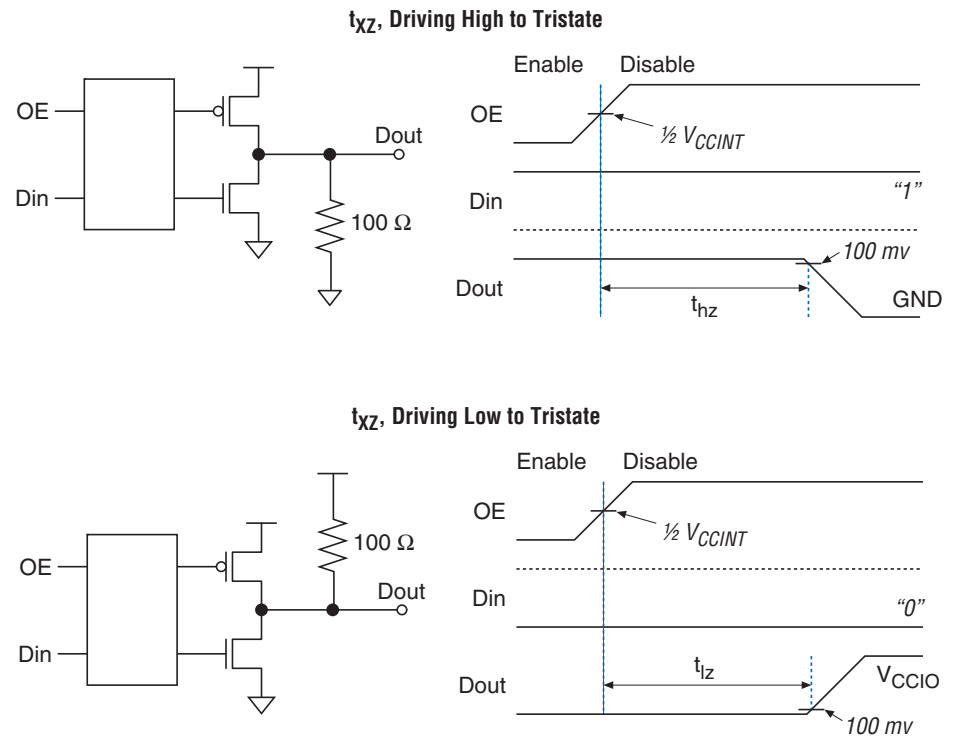 tXZ, Driving High to Tristate
Enable Disable
OE
OE
½ VCCINT
Dout
Din
100 Ω
Din
“1”
100 mv
Dout
thz
GND
tXZ, Driving Low to Tristate
Enable Disable
OE
½ VCCINT
100 Ω
OE
Dout
Din
“0”
Din
tlz
VCCIO
Dout
100 mv